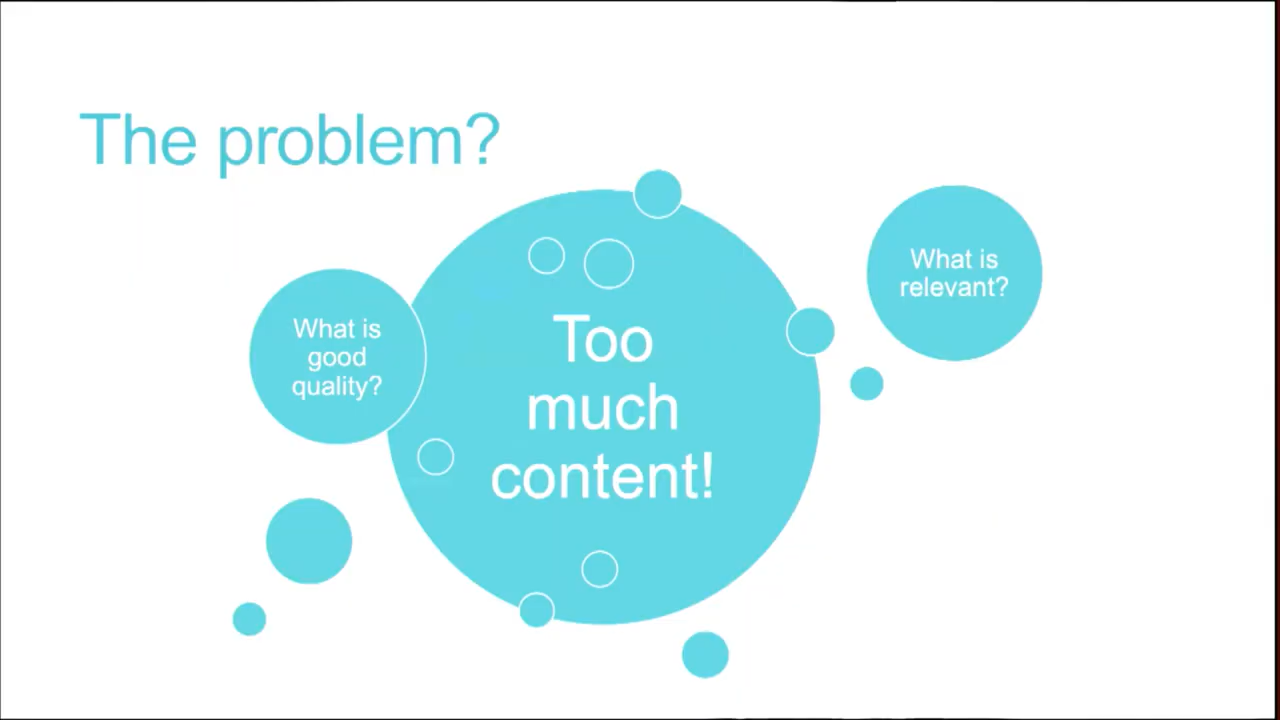 The problem?
What is
good
quality?
Too
much
content!
What is
relevant?